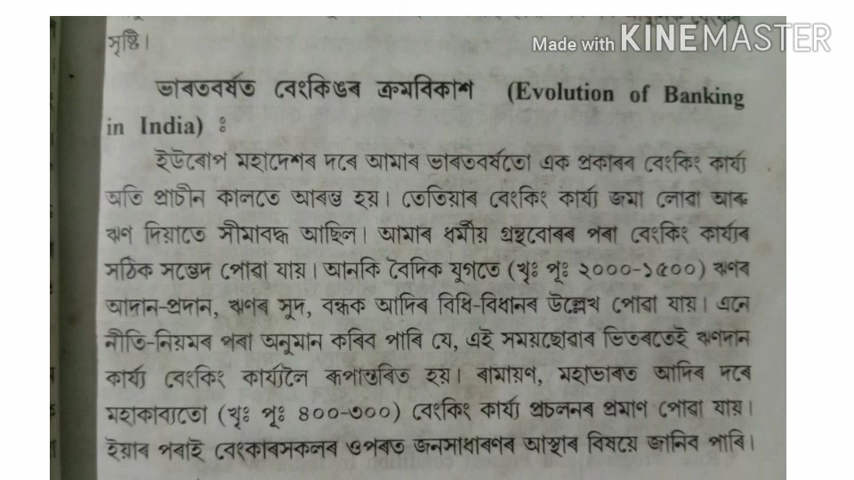 Made with KINEMASTER
সৃষ্টি।
ভাৰতবৰ্ষত বেংকিঙৰ ক্ৰমবিকাশ (Evolution of Banking
in India) ঃ
ইউৰোপ মহাদেশৰ দৰে আমাৰ ভাৰতবৰ্ষতো এক প্ৰকাৰৰ বেংকিং কাৰ্য্য
অতি প্ৰাচীন কালতে আৰম্ভ হয়। তেতিয়াৰ বেংকিং কাৰ্য্য জমা লোৱা আৰু
ঋণ দিয়াতে সীমাবদ্ধ আছিল। আমাৰ ধৰ্মীয় গ্ৰন্থবোৰৰ পৰা বেংকিং কাৰ্য্যৰ
সঠিক সম্ভেদ পোৱা যায়। আনকি বৈদিক যুগতে (খৃঃ পূঃ ২০০০-১৫০০) ঋণৰ
আদান-প্ৰদান, ঋণৰ সুদ, বন্ধক আদিৰ বিধি-বিধানৰ উল্লেখ পোৱা যায়। এনে
নীতি-নিয়মৰ পৰা অনুমান কৰিব পাৰি যে, এই সময়ছোৱাৰ ভিতৰতেই ঋণদান
কাৰ্য্য বেংকিং কাৰ্য্যলৈ ৰূপান্তৰিত হয়। ৰামায়ণ, মহাভাৰত আদিৰ দৰে
মহাকাব্যতো (খৃঃ পূঃ ৪০০-৩০০) বেংকিং কাৰ্য্য প্ৰচলনৰ প্ৰমাণ পোৱা যায়।
ইয়াৰ পৰাই বেংকাৰসকলৰ ওপৰত জনসাধাৰণৰ আস্থাৰ বিষয়ে জানিব পাৰি।